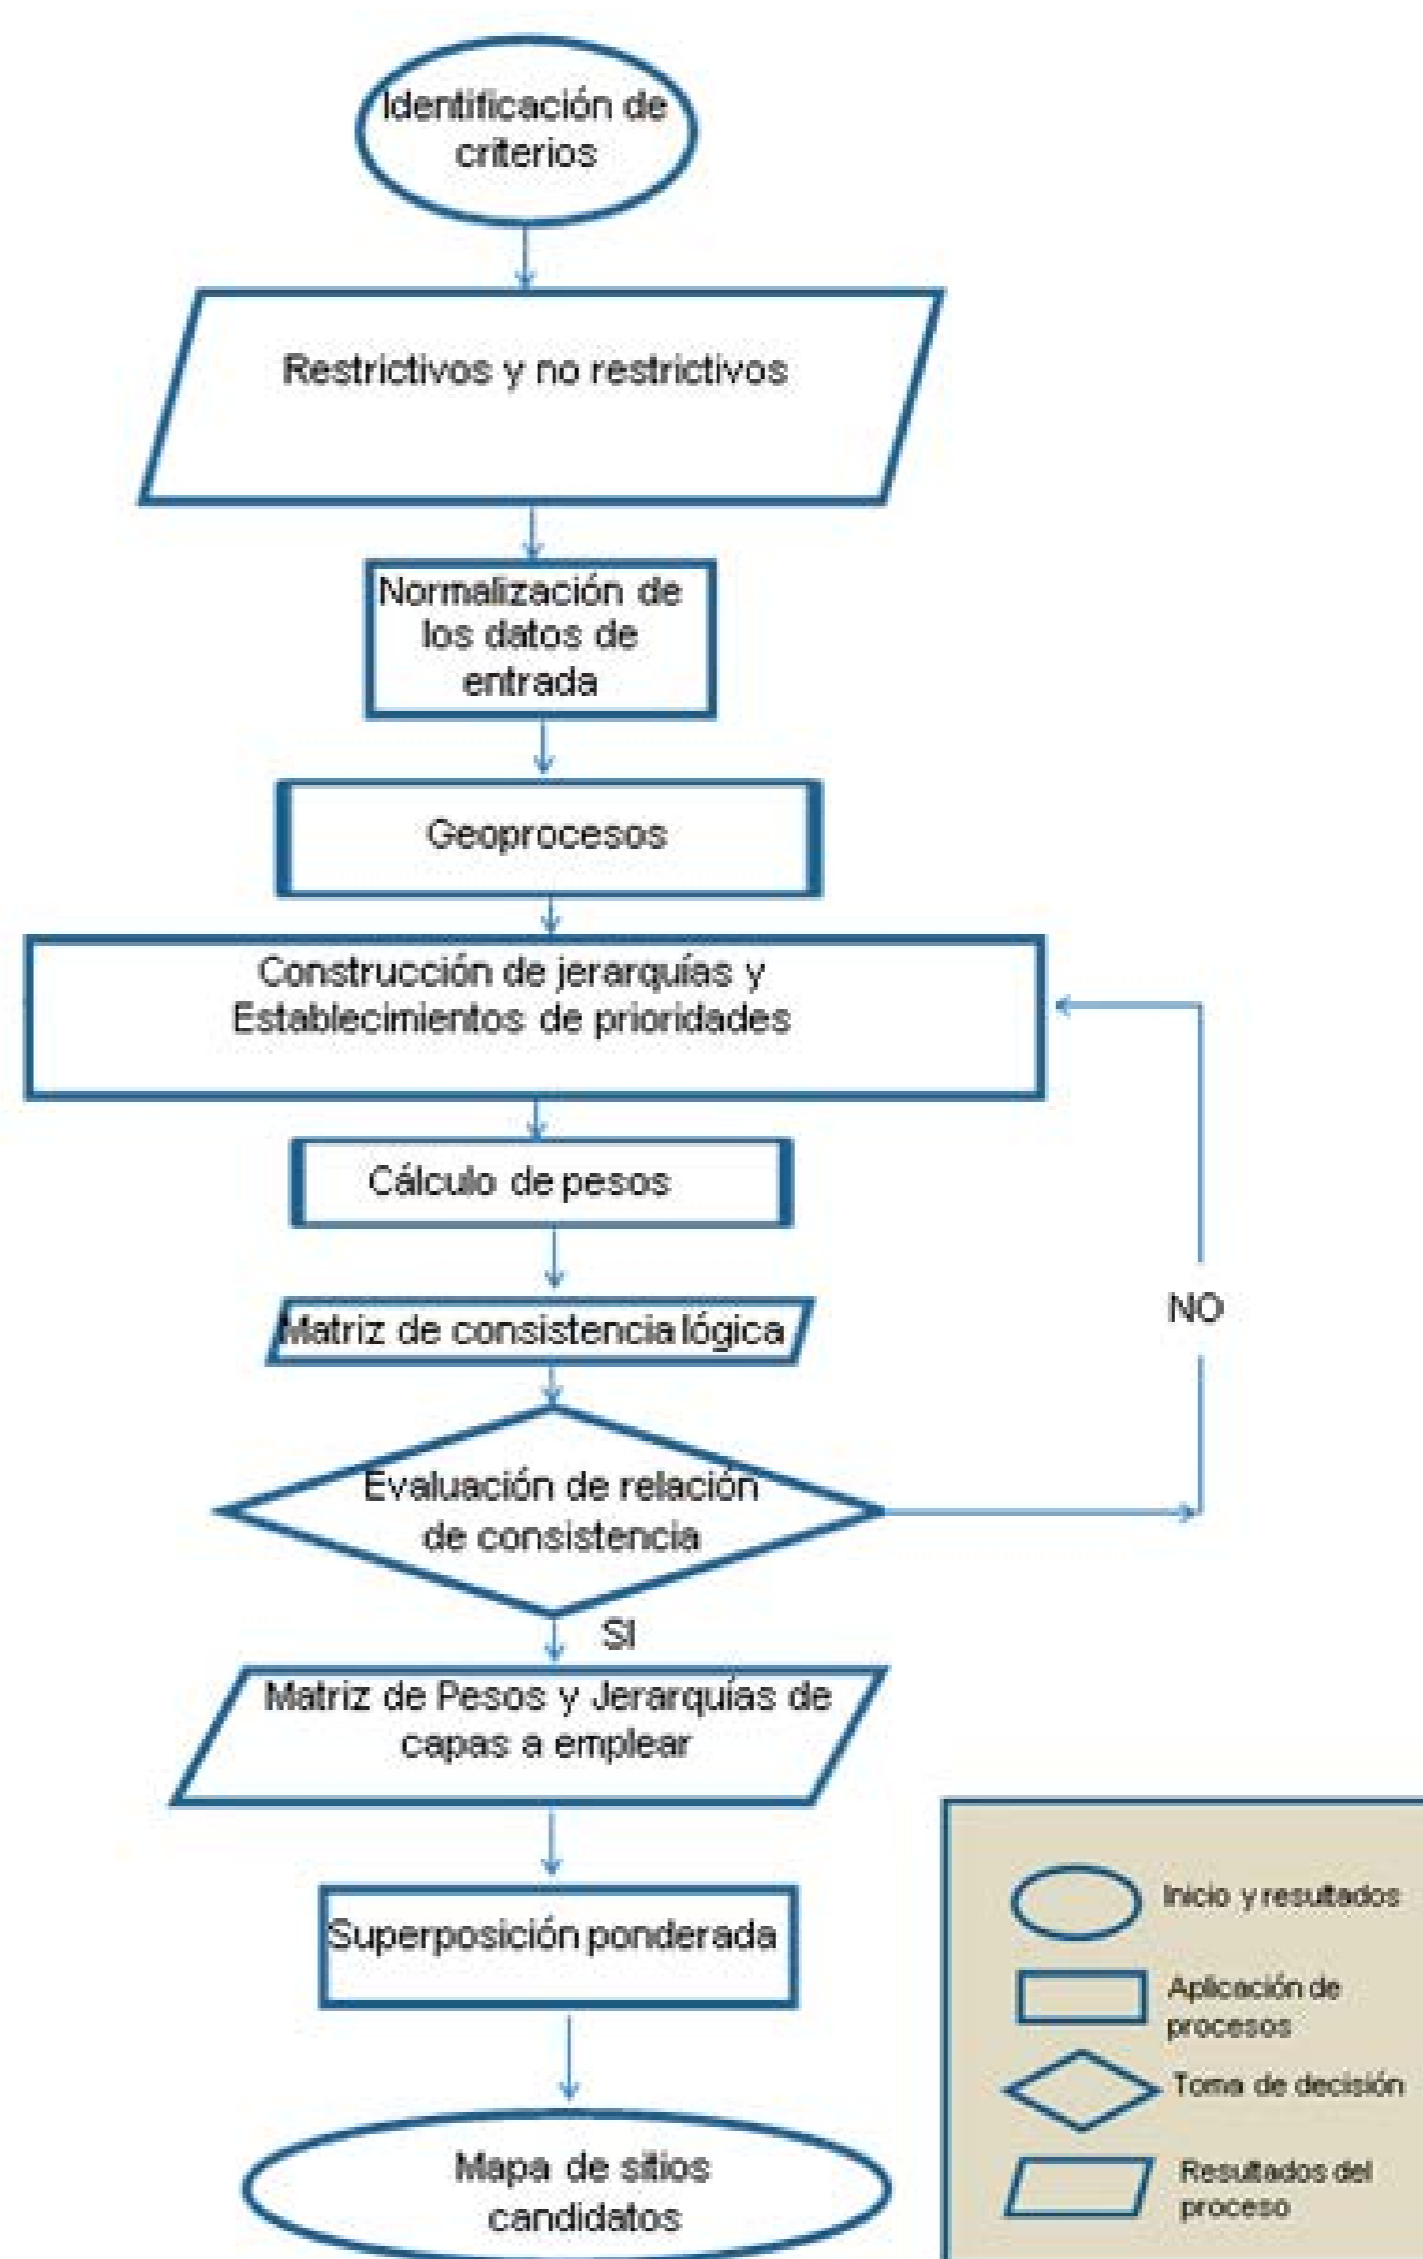 Identificación de
criterios
Restrictivos y no restrictivos
Normalización de
los datos de
entrada
Geoprocesos
Construcción de jerarquías y
Establecimientos de prioridades
Cálculo de pesos
Matriz de consistencia lógica
NO
Evaluación de relación
de consistencia
SI
Matriz de Pesos y Jerarquías de
capas a emplear
Superposición ponderada
Mapa de sitios
candidatos
Inicio y resultados
Aplicación de
procesos
Toma de decisión
Resultados del
proceso